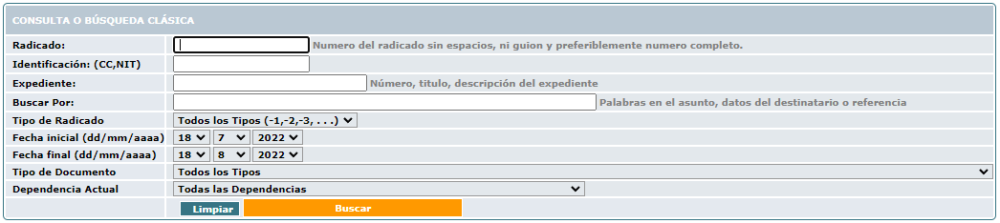 CONSULTA O BÚSQUEDA CLÁSICA
Radicado: Numero del radicado sin espacios, ni guion y preferiblemente numero completo.
Identificación: (CC,NIT)
Expediente: Número, titulo, descripción del expediente
Buscar Por: Palabras en el asunto, datos del destinatario o referencia
Tipo de Radicado Todos los Tipos (-1,-2,-3, . . .)
Fecha inicial (dd/mm/aaaa) 18 7 2022
Fecha final (dd/mm/aaaa) 18 8 2022
Tipo de Documento Todos los Tipos
Dependencia Actual Todas las Dependencias
Limpiar Buscar